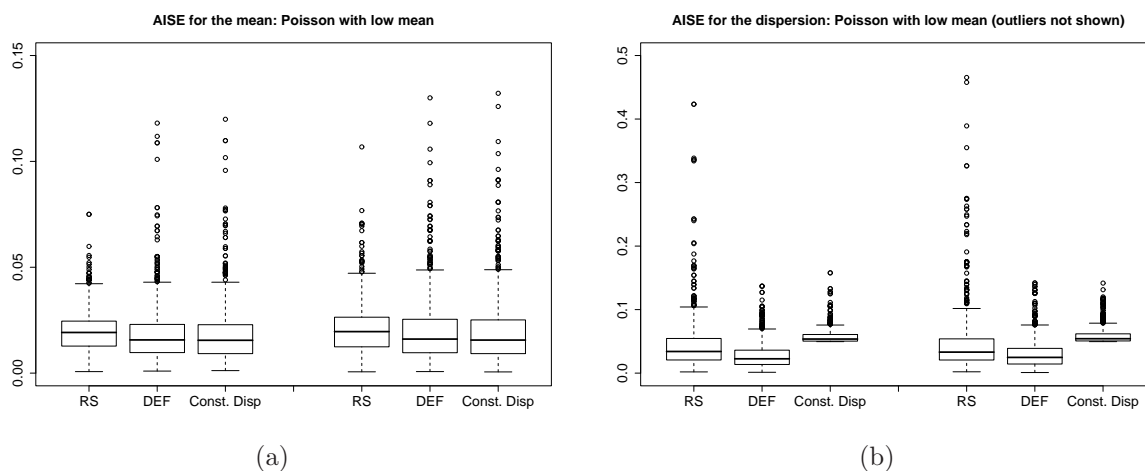 AISE for the mean: Poisson with low mean
0.15
0.10
0.05
0.00
RS DEF Const. Disp RS DEF Const. Disp
(a)
AISE for the dispersion: Poisson with low mean (outliers not shown)
0.5
0.4
0.3
0.2
0.1
0.0
RS DEF Const. Disp RS DEF Const. Disp
(b)